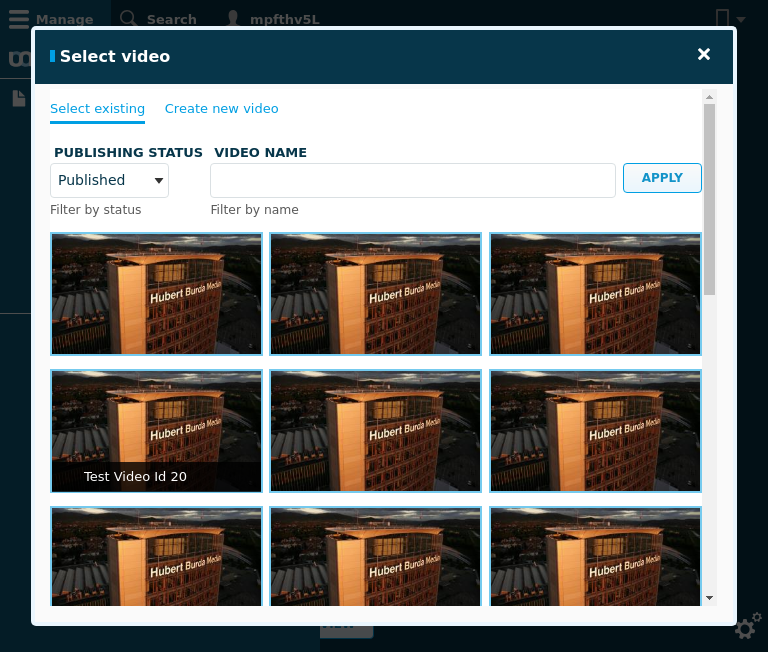 Manage Search mpfthv5L
Select video
Select existing Create new video
PUBLISHING STATUS VIDEO NAME
Published APPLY
Filter by status Filter by name
Hubert Burda Media Hubert Burda Media Hubert Burda Media
Hubert Burda Media Hubert Burda Media Hubert Burda Media
Test Video Id 20
Hubert Burda Media Hubert Burda Media Hubert Burda Media